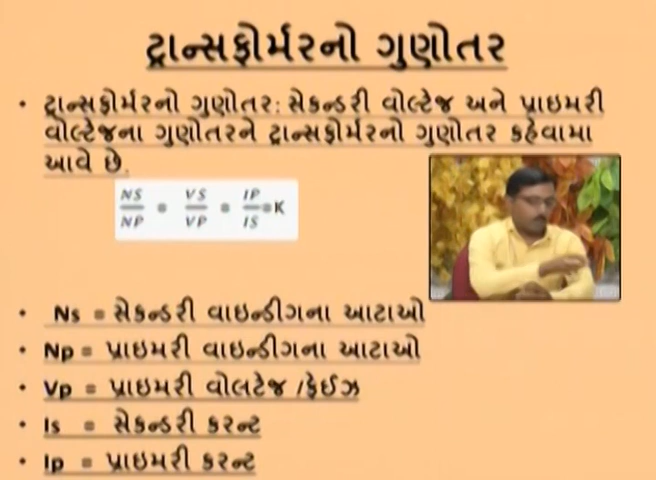 ટ્રાન્સફોર્મરનો ગુણોતર
• ટ્રાન્સફોર્મરનો ગુણોતર: સેકન્ડરી વોલ્ટેજ અને પ્રાઇમરી
વોલ્ટેજના ગુણોતરને ટ્રાન્સફોર્મરનો ગુણોતર કહેવામા
આવે છે.
NS/NP = VS/VP = IP/IS = K
• Ns = સેકન્ડરી વાઇન્ડીગના આટાઓ
• Np = પ્રાઇમરી વાઇન્ડીગના આટાઓ
• Vp = પ્રાઇમરી વોલટેજ /ફેઈઝ
• Is = સેકન્ડરી કરન્ટ
• Ip = પ્રાઇમરી કરન્ટ